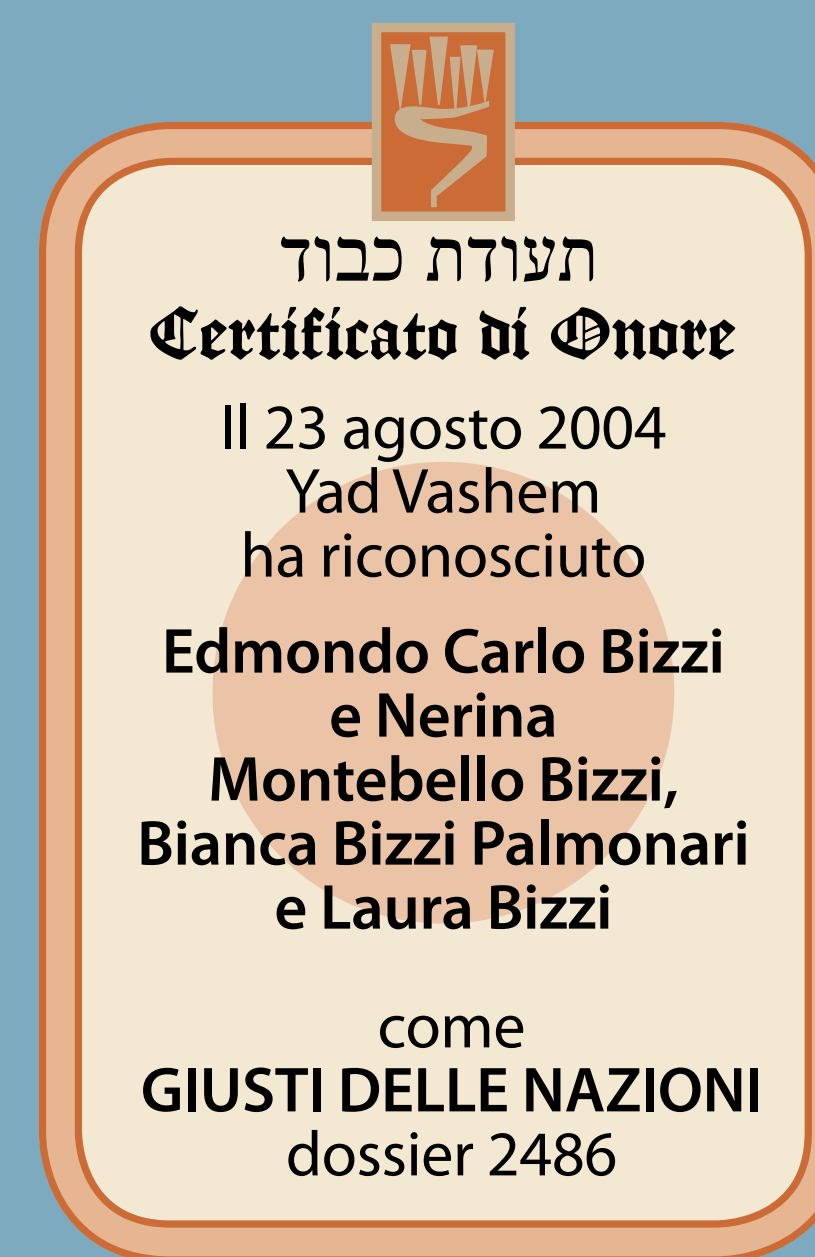 תעודת כבוד
Certificato di Onore
Il 23 agosto 2004
Yad Vashem
ha riconosciuto
Edmondo Carlo Bizzi
e Nerina
Montebello Bizzi,
Bianca Bizzi Palmonari
e Laura Bizzi
come
GIUSTI DELLE NAZIONI
dossier 2486